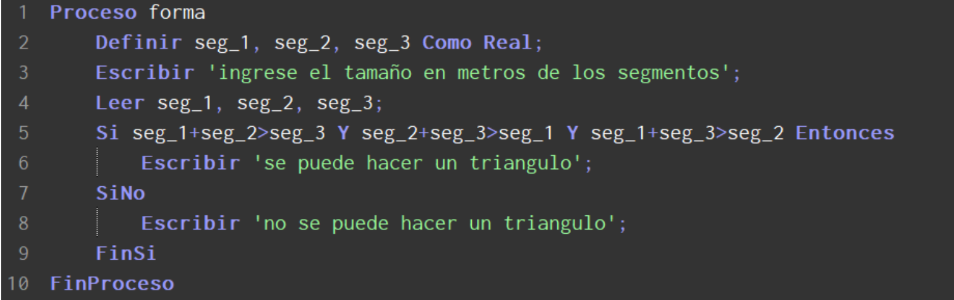 1 Proceso forma
2 Definir seg_1, seg_2, seg_3 Como Real;
3 Escribir 'ingrese el tamaño en metros de los segmentos';
4 Leer seg_1, seg_2, seg_3;
5 Si seg_1+seg_2>seg_3 Y seg_2+seg_3>seg_1 Y seg_1+seg_3>seg_2 Entonces
6 Escribir 'se puede hacer un triangulo';
7 SiNo
8 Escribir 'no se puede hacer un triangulo';
9 FinSi
10 FinProceso